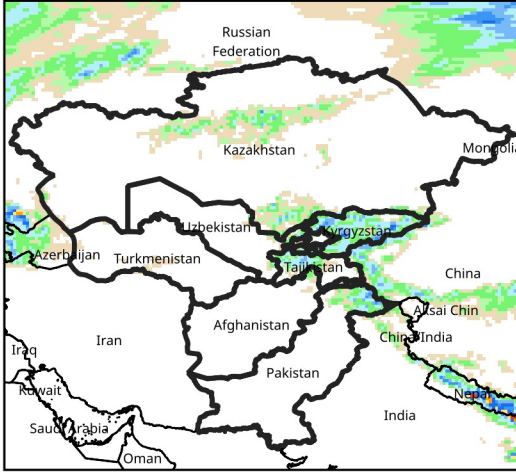 Russian
Federation
Kazakhstan
Mongolia
Uzbekistan
Kyrgyzstan
Azerbaijan
Turkmenistan
Tajikistan
China
Aksai Chin
Afghanistan
Iran
China/India
Iraq
Pakistan
Kuwait
Nepal
India
Saudi Arabia
Oman